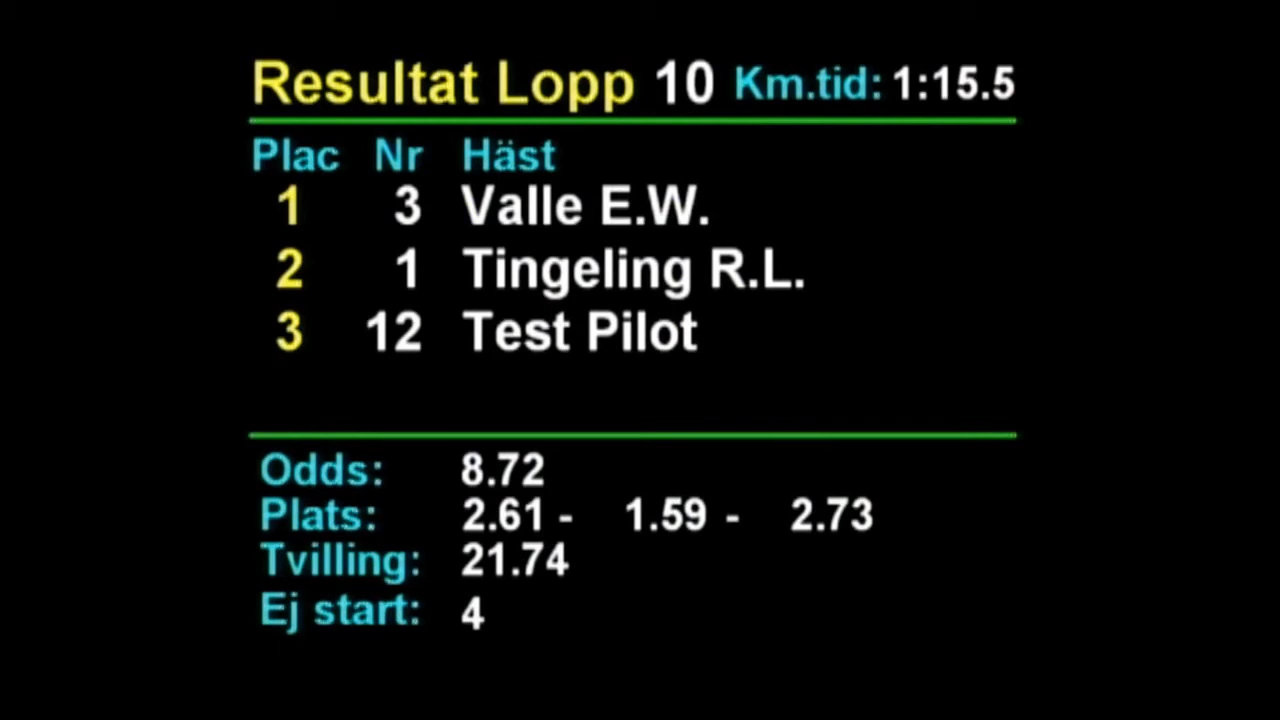 Resultat Lopp 10 Km.tid: 1:15.5
Plac Nr Häst
1 3 Valle E.W.
2 1 Tingeling R.L.
3 12 Test Pilot
Odds: 8.72
Plats: 2.61 - 1.59 - 2.73
Tvilling: 21.74
Ej start: 4